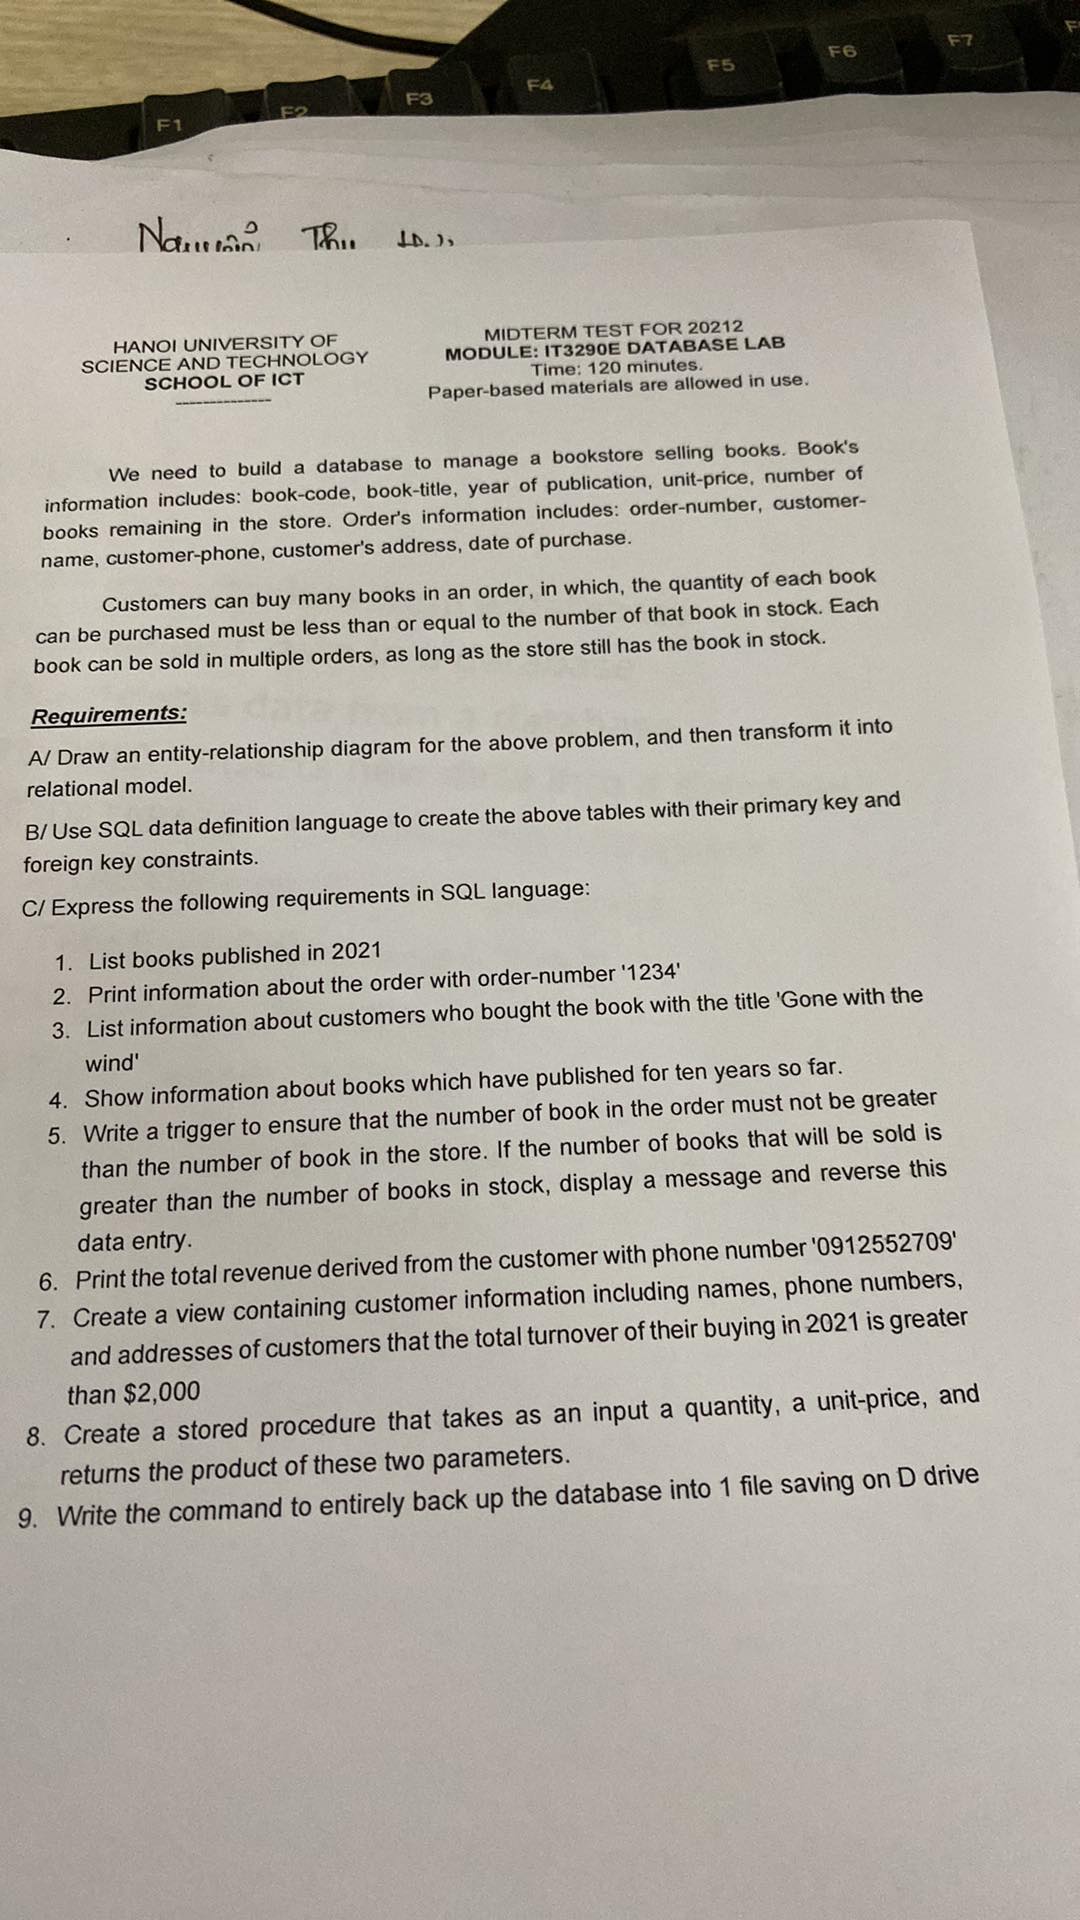 F1
F2
F3
F4
F5
F6
F7
HANOI UNIVERSITY OF
SCIENCE AND TECHNOLOGY
SCHOOL OF ICT
--------------
MIDTERM TEST FOR 20212
MODULE: IT3290E DATABASE LAB
Time: 120 minutes.
Paper-based materials are allowed in use.
We need to build a database to manage a bookstore selling books. Book's
information includes: book-code, book-title, year of publication, unit-price, number of
books remaining in the store. Order's information includes: order-number, customer-
name, customer-phone, customer's address, date of purchase.
Customers can buy many books in an order, in which, the quantity of each book
can be purchased must be less than or equal to the number of that book in stock. Each
book can be sold in multiple orders, as long as the store still has the book in stock.
Requirements:
A/ Draw an entity-relationship diagram for the above problem, and then transform it into
relational model.
B/ Use SQL data definition language to create the above tables with their primary key and
foreign key constraints.
C/ Express the following requirements in SQL language:
1. List books published in 2021
2. Print information about the order with order-number '1234'
3. List information about customers who bought the book with the title 'Gone with the
wind'
4. Show information about books which have published for ten years so far.
5. Write a trigger to ensure that the number of book in the order must not be greater
than the number of book in the store. If the number of books that will be sold is
greater than the number of books in stock, display a message and reverse this
data entry.
6. Print the total revenue derived from the customer with phone number '0912552709'
7. Create a view containing customer information including names, phone numbers,
and addresses of customers that the total turnover of their buying in 2021 is greater
than $2,000
8. Create a stored procedure that takes as an input a quantity, a unit-price, and
returns the product of these two parameters.
9. Write the command to entirely back up the database into 1 file saving on D drive